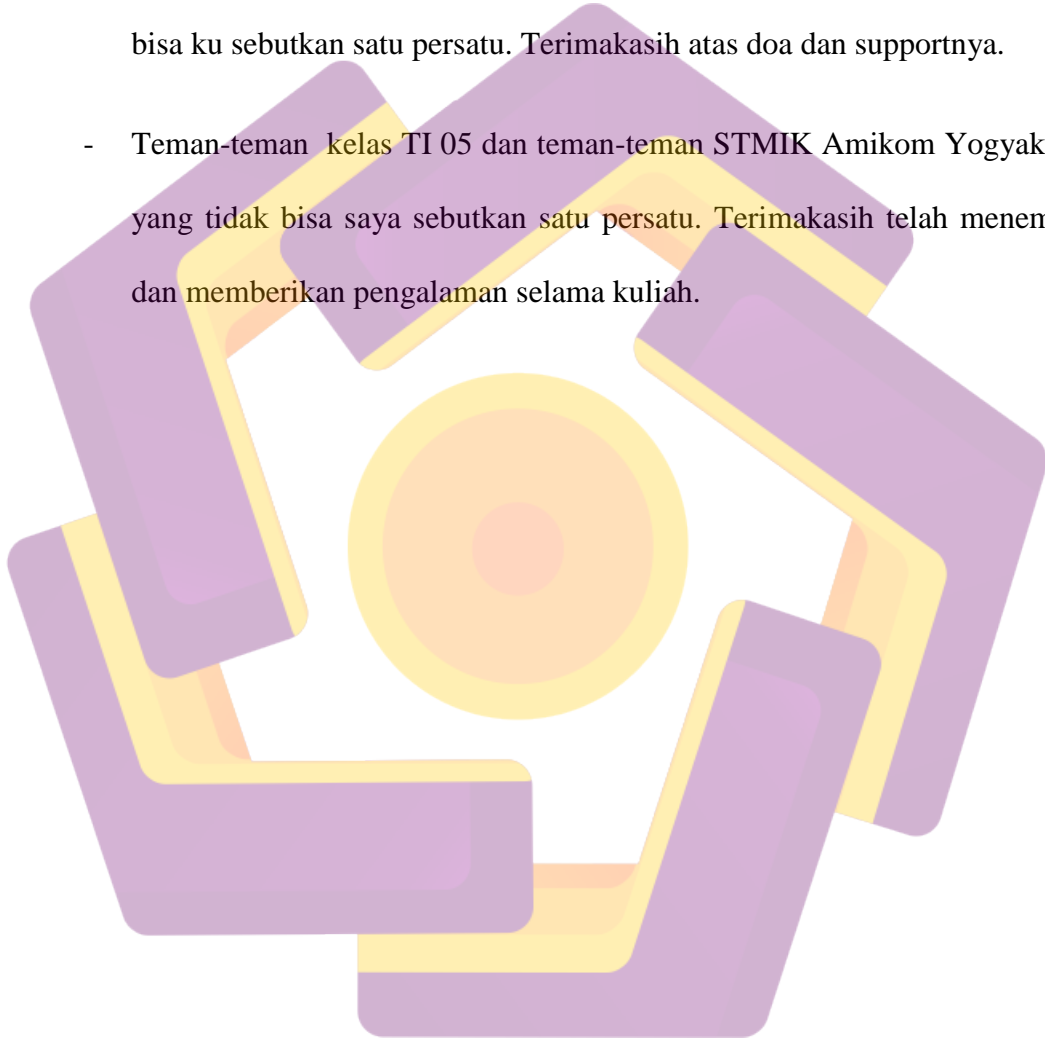 bisa ku sebutkan satu persatu. Terimakasih atas doa dan supportnya.
- Teman-teman kelas TI 05 dan teman-teman STMIK Amikom Yogyak
yang tidak bisa saya sebutkan satu persatu. Terimakasih telah menem
dan memberikan pengalaman selama kuliah.